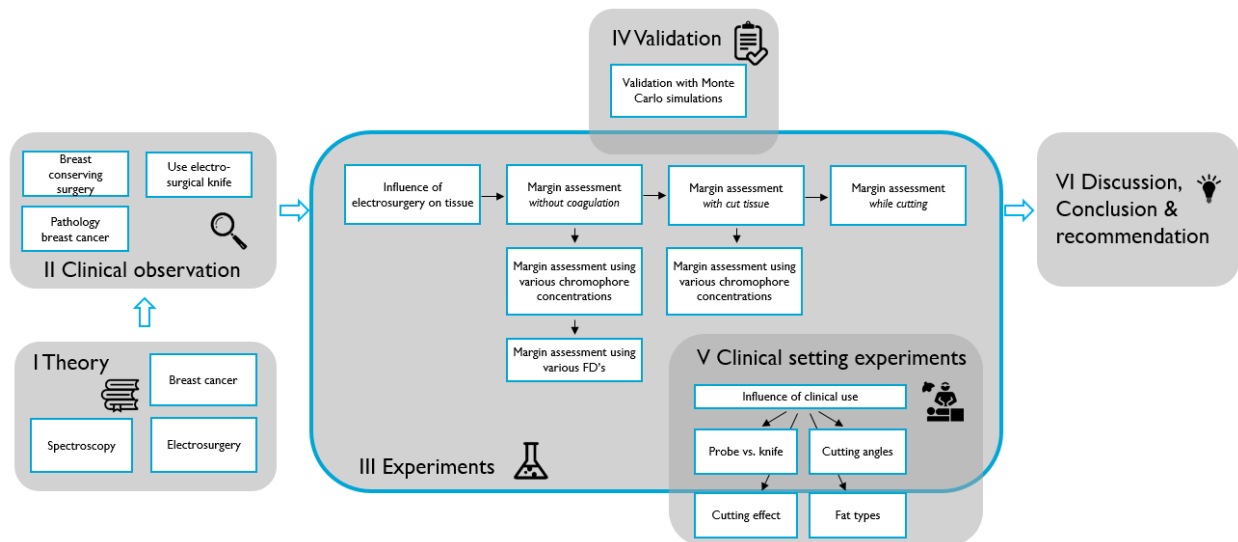 IV Validation
Validation with Monte
Carlo simulations
Breast
conserving
surgery
Use electro-
surgical knife
Pathology
breast cancer
II Clinical observation
I Theory
Breast cancer
Spectroscopy
Electrosurgery
Influence of
electrosurgery on tissue
Margin assessment
without coagulation
Margin assessment
with cut tissue
Margin assessment
while cutting
Margin assessment using
various chromophore
concentrations
Margin assessment using
various chromophore
concentrations
Margin assessment using
various FD's
III Experiments
V Clinical setting experiments
Influence of clinical use
Probe vs. knife
Cutting angles
Cutting effect
Fat types
VI Discussion,
Conclusion &
recommendation